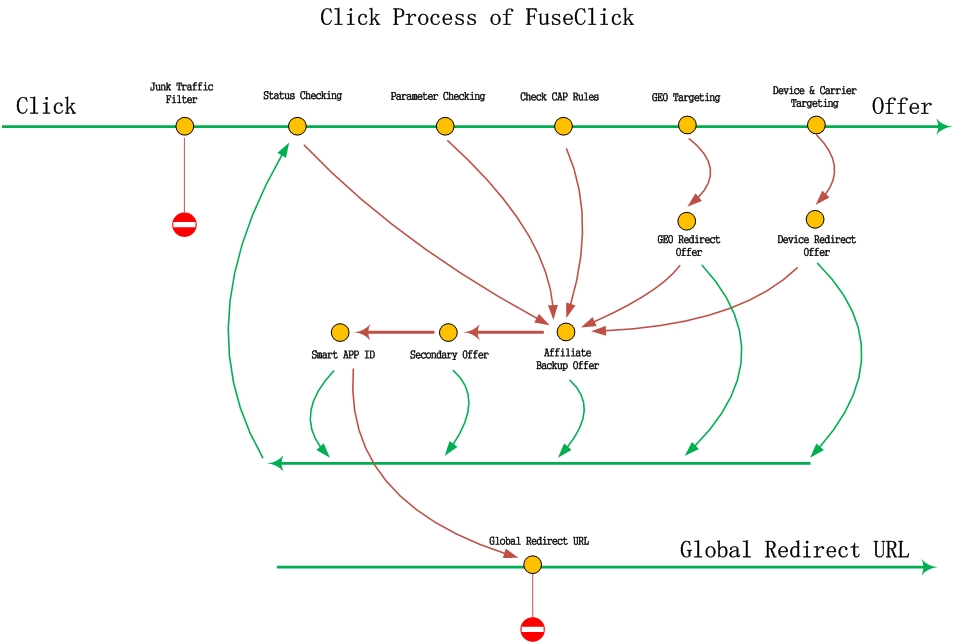 Click Process of FuseClick
Click
Junk Traffic
Filter
Status Checking
Parameter Checking
Check CAP Rules
GEO Targeting
Device & Carrier
Targeting
Offer
GEO Redirect
Offer
Device Redirect
Offer
Smart APP ID
Secondary Offer
Affiliate
Backup Offer
Global Redirect URL
Global Redirect URL